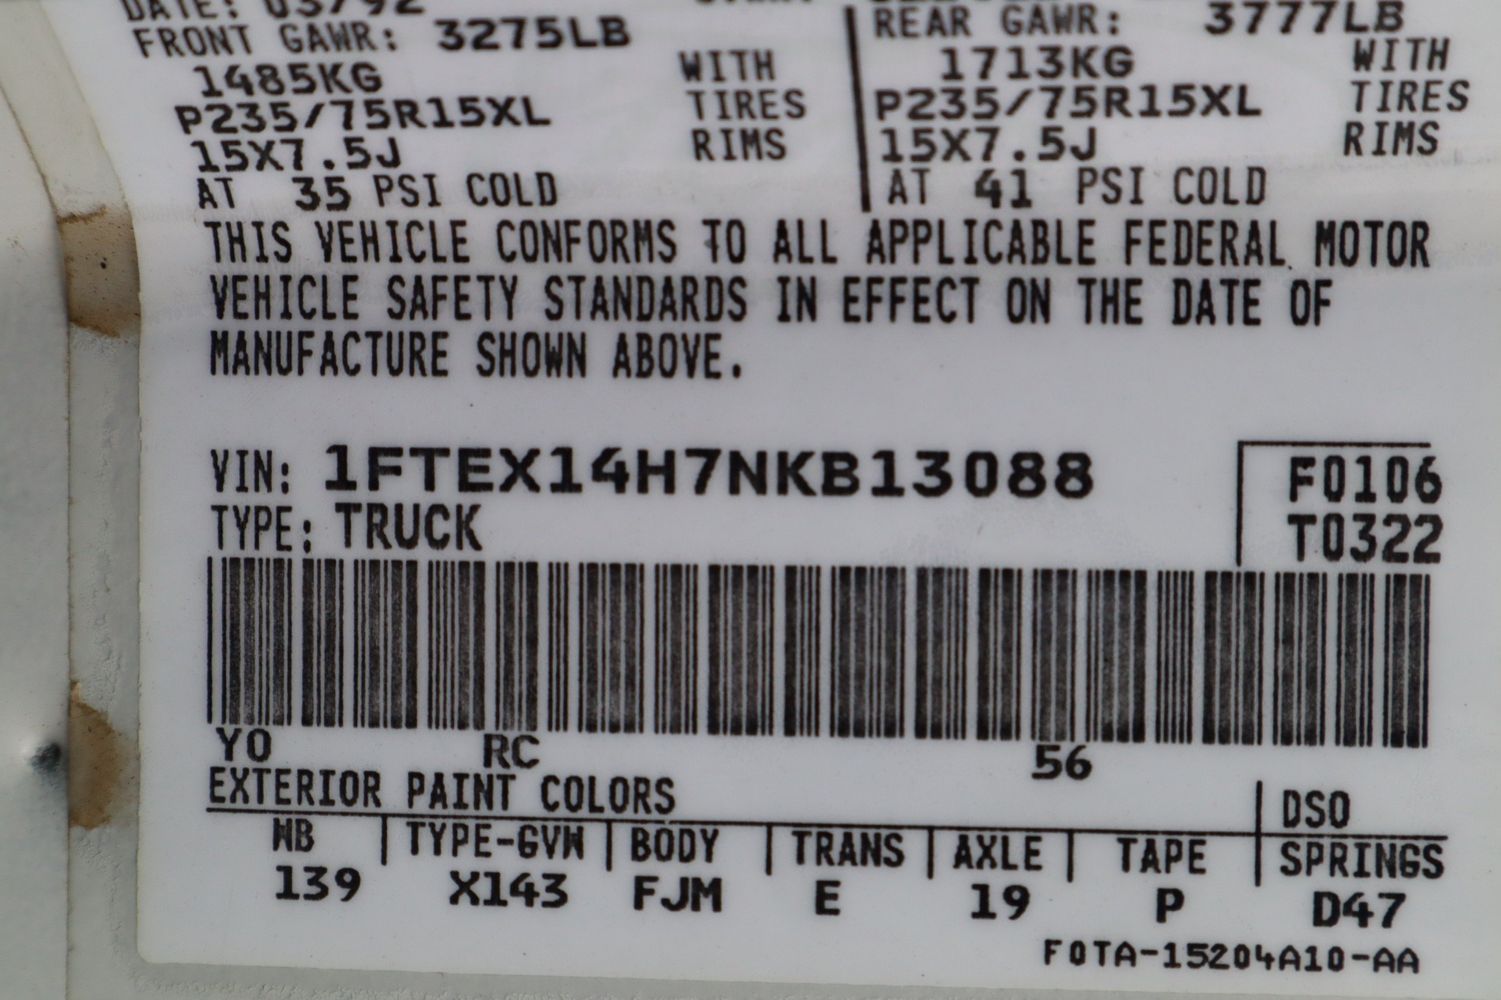 DATE: 03/92
FRONT GAWR: 3275LB REAR GAWR: 3777LB
1485KG WITH 1713KG WITH
P235/75R15XL TIRES P235/75R15XL TIRES
15X7.5J RIMS 15X7.5J RIMS
AT 35 PSI COLD AT 41 PSI COLD
THIS VEHICLE CONFORMS TO ALL APPLICABLE FEDERAL MOTOR
VEHICLE SAFETY STANDARDS IN EFFECT ON THE DATE OF
MANUFACTURE SHOWN ABOVE.
VIN: 1FTEX14H7NKB13088 F0106
TYPE: TRUCK T0322
YO RC 56
EXTERIOR PAINT COLORS DSO
WB TYPE-GVW BODY TRANS AXLE TAPE SPRINGS
139 X143 FJM E 19 P D47
F0TA-15204A10-AA